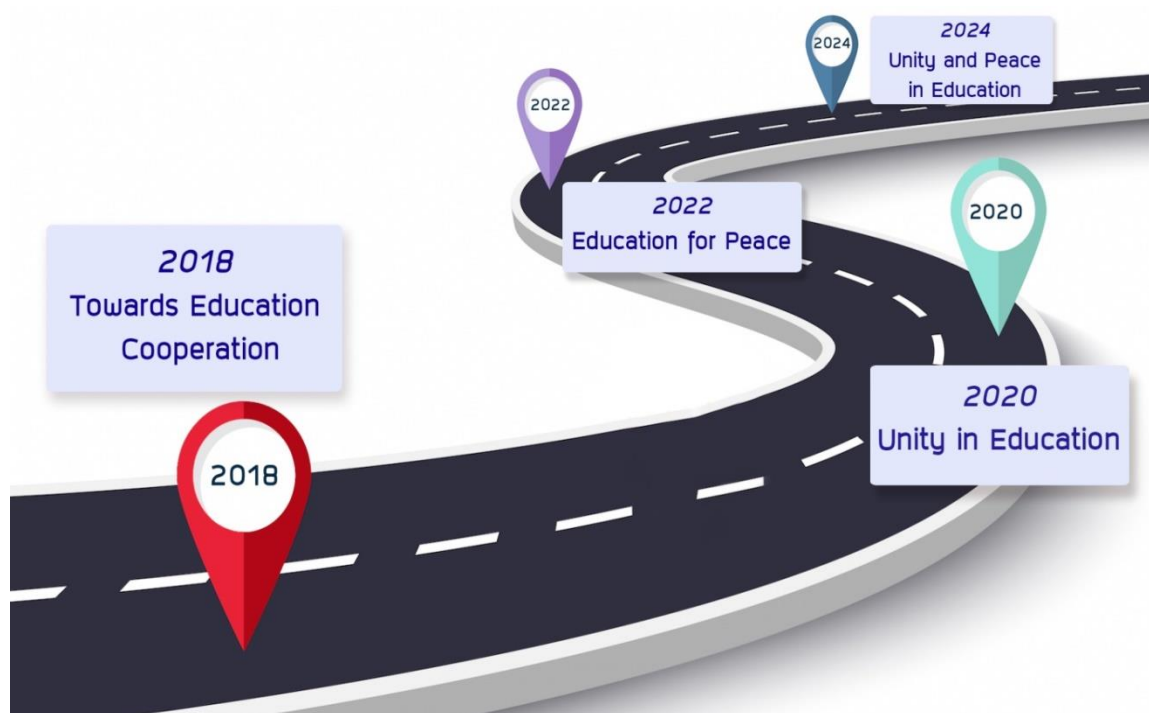 2018
Towards Education
Cooperation
2018
2020
2020
Unity in Education
2022
2022
Education for Peace
2024
2024
Unity and Peace
in Education